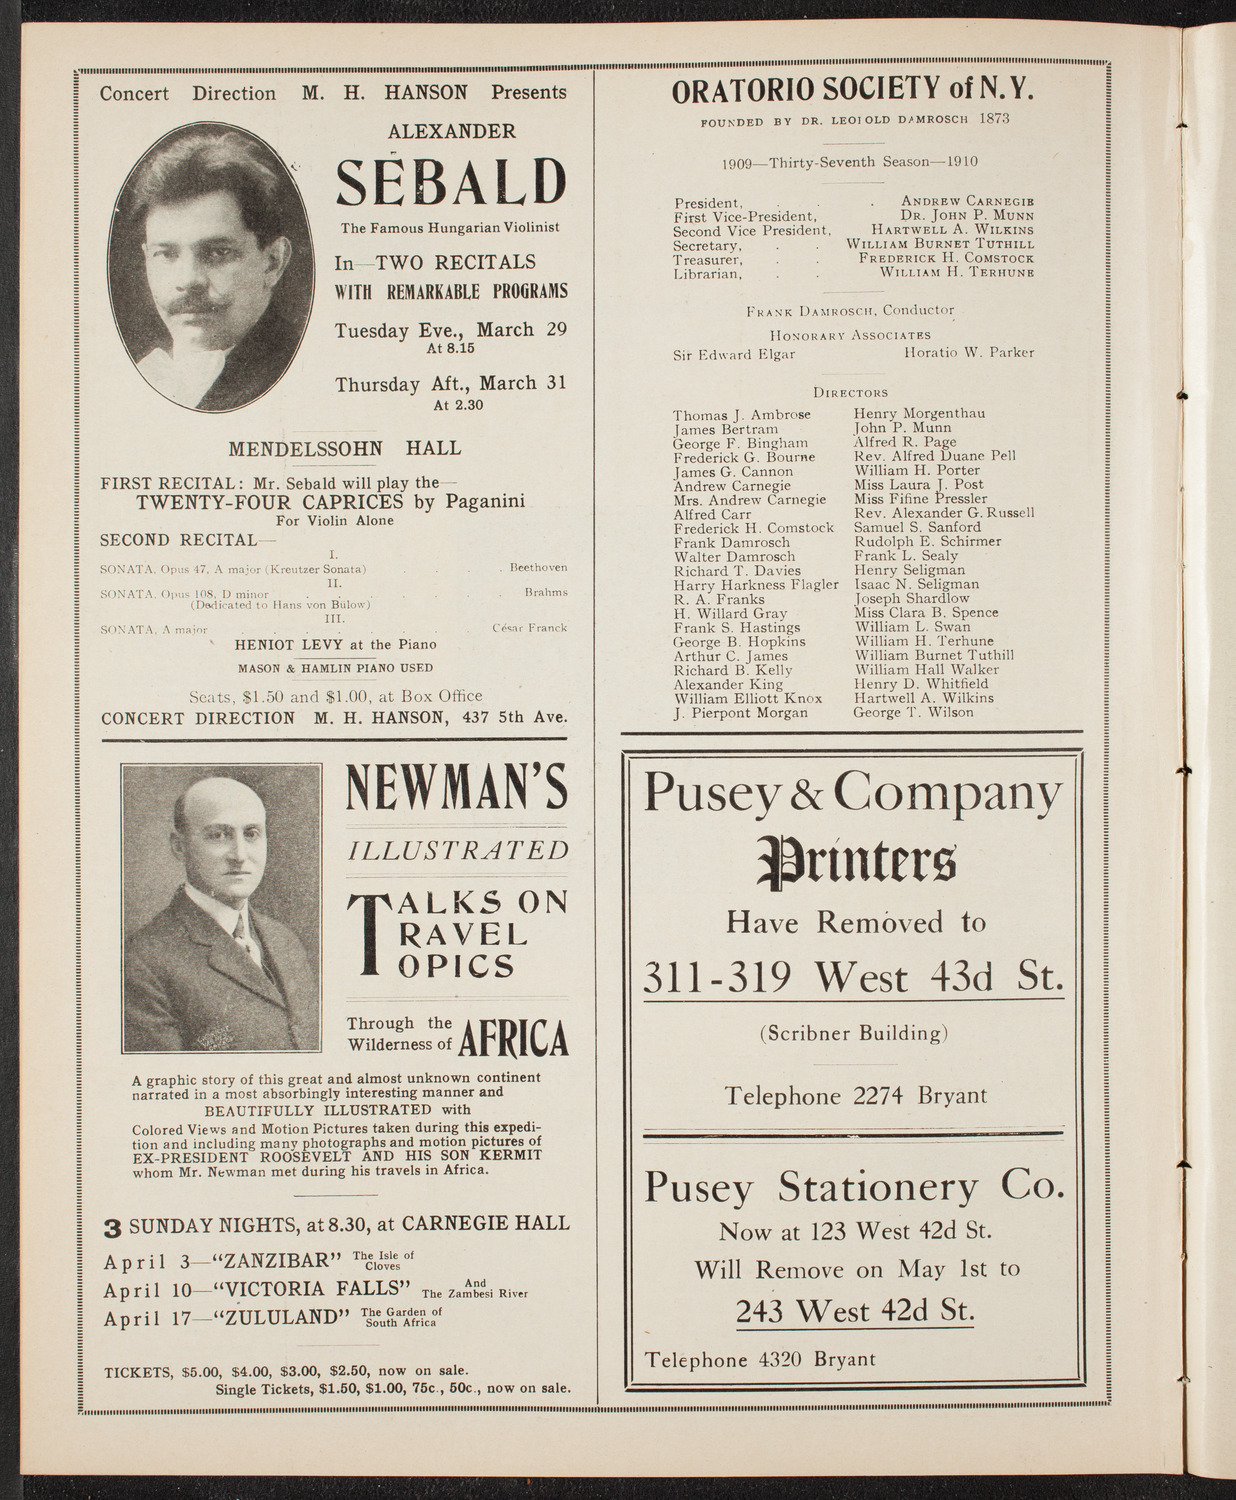 Concert Direction M. H. HANSON Presents
ALEXANDER
SÉBALD
The Famous Hungarian Violinist
In—TWO RECITALS
WITH REMARKABLE PROGRAMS
Tuesday Eve., March 29
At 8.15
Thursday Aft., March 31
At 2.30
MENDELSSOHN HALL
FIRST RECITAL: Mr. Sebald will play the—
TWENTY-FOUR CAPRICES by Paganini
For Violin Alone
SECOND RECITAL—
I.
SONATA, Opus 47, A major (Kreutzer Sonata) . . . . Beethoven
II.
SONATA, Opus 108, D minor . . . . . . Brahms
(Dedicated to Hans von Bülow)
III.
SONATA, A major . . . . . . . César Franck
HENIOT LEVY at the Piano
MASON & HAMLIN PIANO USED
Seats, $1.50 and $1.00, at Box Office
CONCERT DIRECTION M. H. HANSON, 437 5th Ave.
NEWMAN'S
ILLUSTRATED
TALKS ON
TRAVEL
TOPICS
Through the
Wilderness of AFRICA
A graphic story of this great and almost unknown continent
narrated in a most absorbingly interesting manner and
BEAUTIFULLY ILLUSTRATED with
Colored Views and Motion Pictures taken during this expedi-
tion and including many photographs and motion pictures of
EX-PRESIDENT ROOSEVELT AND HIS SON KERMIT
whom Mr. Newman met during his travels in Africa.
3 SUNDAY NIGHTS, at 8.30, at CARNEGIE HALL
April 3—“ZANZIBAR” The Isle of Cloves
April 10—“VICTORIA FALLS” And The Zambesi River
April 17—“ZULULAND” The Garden of South Africa
TICKETS, $5.00, $4.00, $3.00, $2.50, now on sale.
Single Tickets, $1.50, $1.00, 75c., 50c., now on sale.
ORATORIO SOCIETY of N.Y.
FOUNDED BY DR. LEOPOLD DAMROSCH 1873
1909—Thirty-Seventh Season—1910
President, . . . ANDREW CARNEGIE
First Vice-President, DR. JOHN P. MUNN
Second Vice President, HARTWELL A. WILKINS
Secretary, . . WILLIAM BURNET TUTHILL
Treasurer, . . FREDERICK H. COMSTOCK
Librarian, . . WILLIAM H. TERHUNE
FRANK DAMROSCH, Conductor
HONORARY ASSOCIATES
Sir Edward Elgar Horatio W. Parker
DIRECTORS
Thomas J. Ambrose
James Bertram
George F. Bingham
Frederick G. Bourne
James G. Cannon
Andrew Carnegie
Mrs. Andrew Carnegie
Alfred Carr
Frederick H. Comstock
Frank Damrosch
Walter Damrosch
Richard T. Davies
Harry Harkness Flagler
R. A. Franks
H. Willard Gray
Frank S. Hastings
George B. Hopkins
Arthur C. James
Richard B. Kelly
Alexander King
William Elliott Knox
J. Pierpont Morgan
Henry Morgenthau
John P. Munn
Alfred R. Page
Rev. Alfred Duane Pell
William H. Porter
Miss Laura J. Post
Miss Fifine Pressler
Rev. Alexander G. Russell
Samuel S. Sanford
Rudolph E. Schirmer
Frank L. Sealy
Henry Seligman
Isaac N. Seligman
Joseph Shardlow
Miss Clara B. Spence
William L. Swan
William H. Terhune
William Burnet Tuthill
William Hall Walker
Henry D. Whitfield
Hartwell A. Wilkins
George T. Wilson
Pusey & Company
Printers
Have Removed to
311-319 West 43d St.
(Scribner Building)
Telephone 2274 Bryant
Pusey Stationery Co.
Now at 123 West 42d St.
Will Remove on May 1st to
243 West 42d St.
Telephone 4320 Bryant